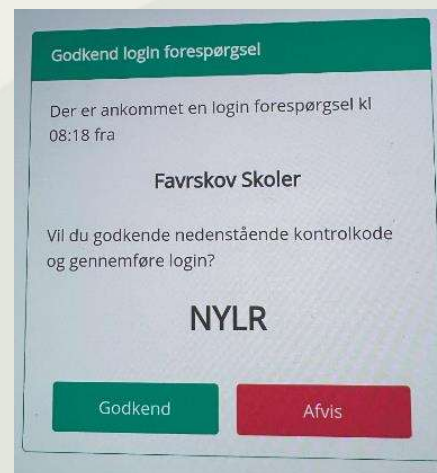 Godkend login forespørgsel
Der er ankommet en login forespørgsel kl
08:18 fra
Favrskov Skoler
Vil du godkende nedenstående kontrolkode
og gennemføre login?
NYLR
Godkend
Afvis